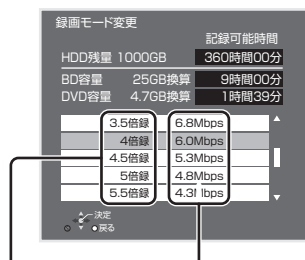 録画モード変更
記録可能時間
HDD残量 1000GB 360時間00分
BD容量 25GB換算 9時間00分
DVD容量 4.7GB換算 1時間39分
3.5倍録 6.8Mbps
4倍録 6.0Mbps
4.5倍録 5.3Mbps
5倍録 4.8Mbps
5.5倍録 4.3Mbps
決定
戻る